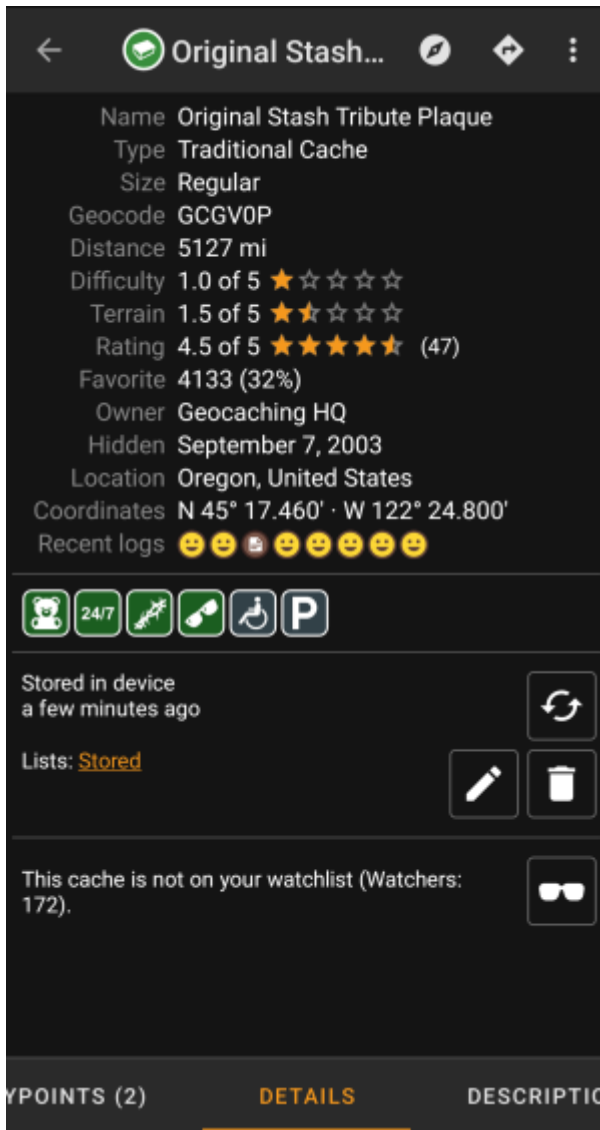 Original Stash...
Name Original Stash Tribute Plaque
Type Traditional Cache
Size Regular
Geocode GCGV0P
Distance 5127 mi
Difficulty 1.0 of 5
Terrain 1.5 of 5
Rating 4.5 of 5 (47)
Favorite 4133 (32%)
Owner Geocaching HQ
Hidden September 7, 2003
Location Oregon, United States
Coordinates N 45° 17.460' · W 122° 24.800'
Recent logs
24/7 P
Stored in device
a few minutes ago
Lists: Stored
This cache is not on your watchlist (Watchers:
172).
YPOINTS (2) DETAILS DESCRIPTIO